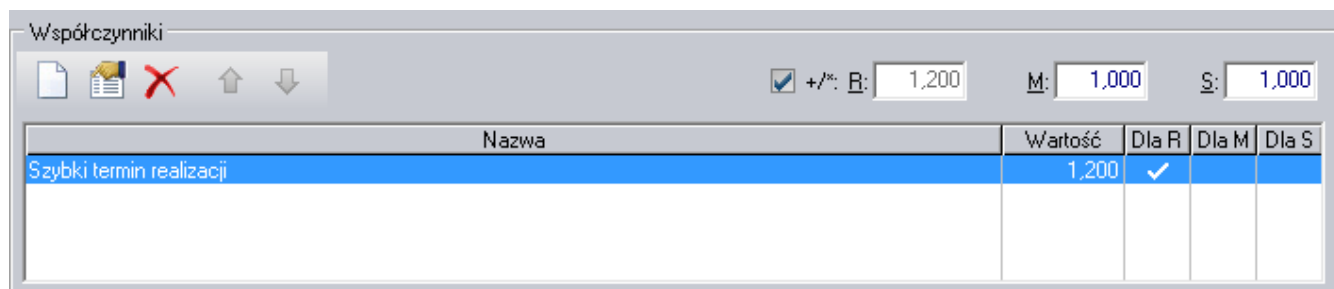 Współczynniki
+/*: R: 1,200 M: 1,000 S: 1,000
Nazwa Wartość Dla R Dla M Dla S
Szybki termin realizacji 1,200